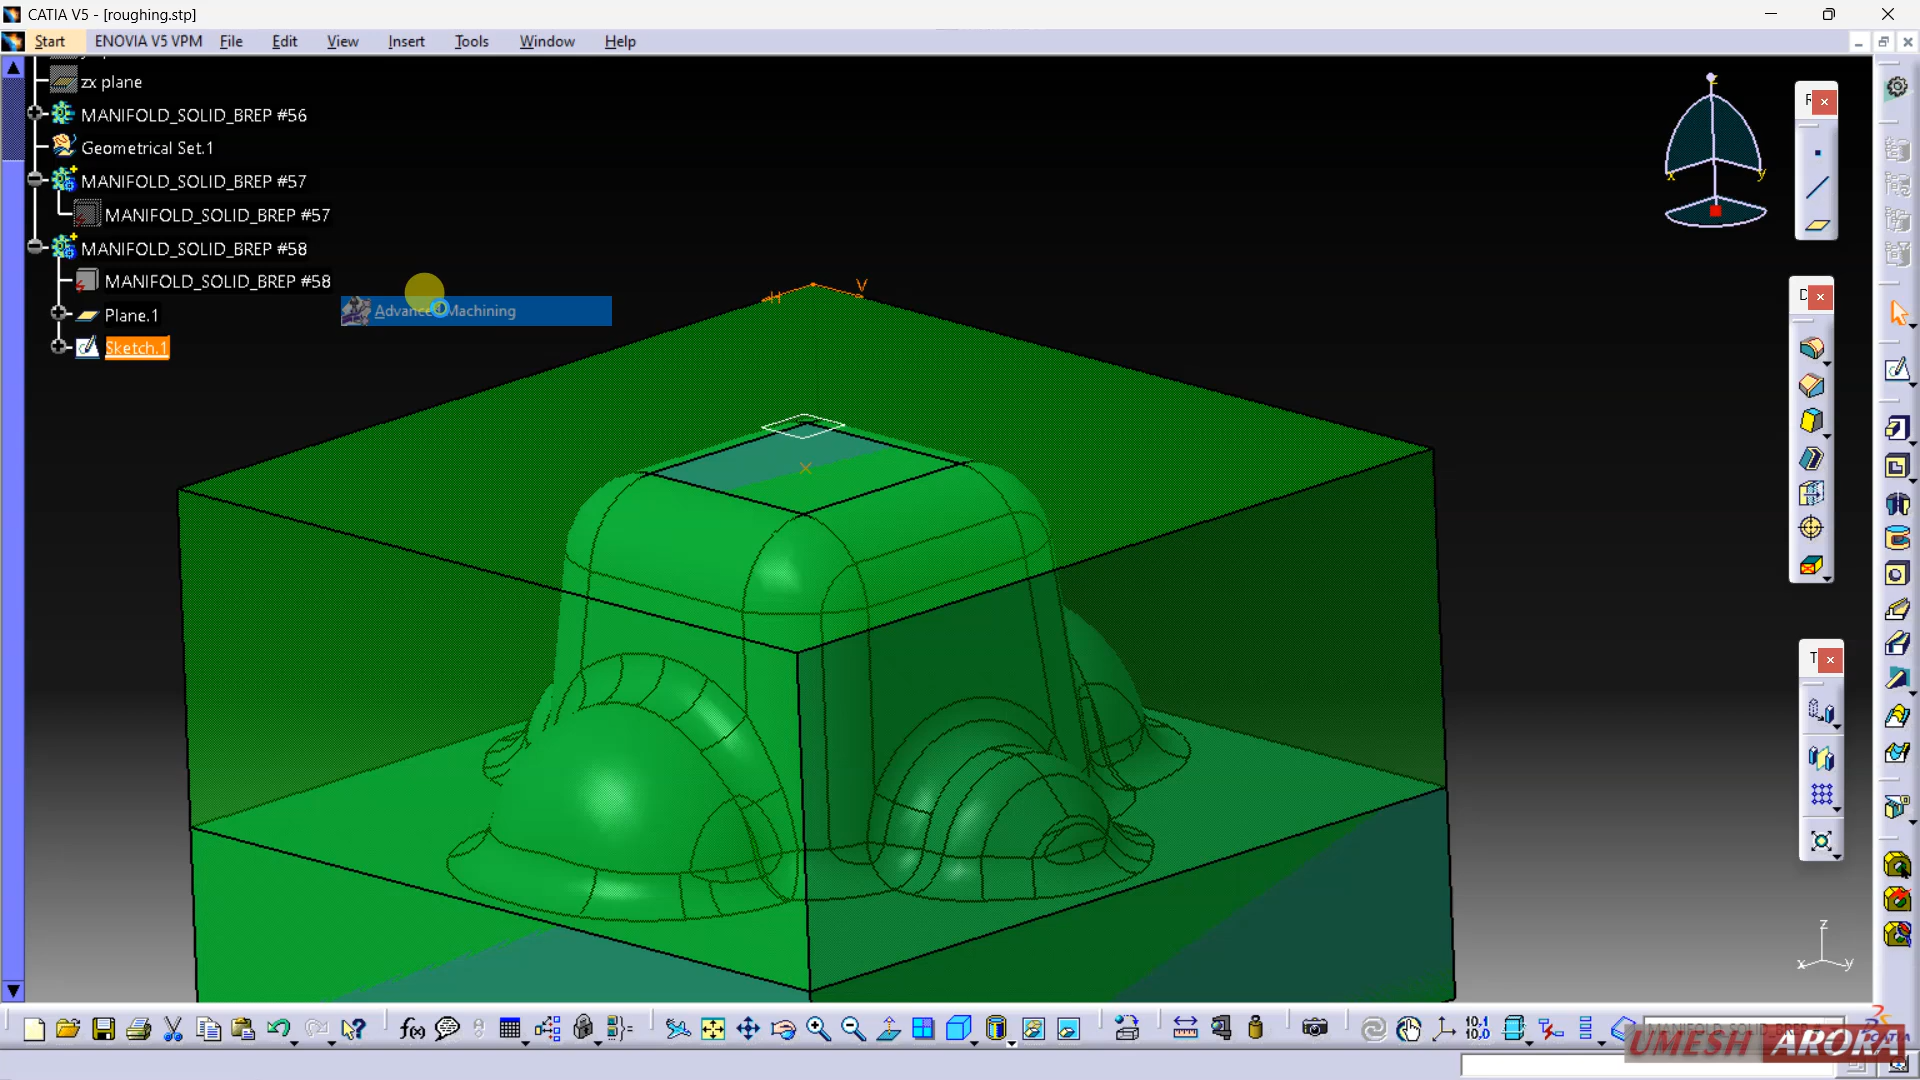 CATIA V5 - [roughing.stp]
Start ENOVIA V5 VPM File Edit View Insert Tools Window Help
zx plane
MANIFOLD_SOLID_BREP #56
Geometrical Set.1
MANIFOLD_SOLID_BREP #57
MANIFOLD_SOLID_BREP #57
MANIFOLD_SOLID_BREP #58
MANIFOLD_SOLID_BREP #58
Advanced Machining
Plane.1
Sketch.1
H V
z
x y
z
x y
UMESH ARORA